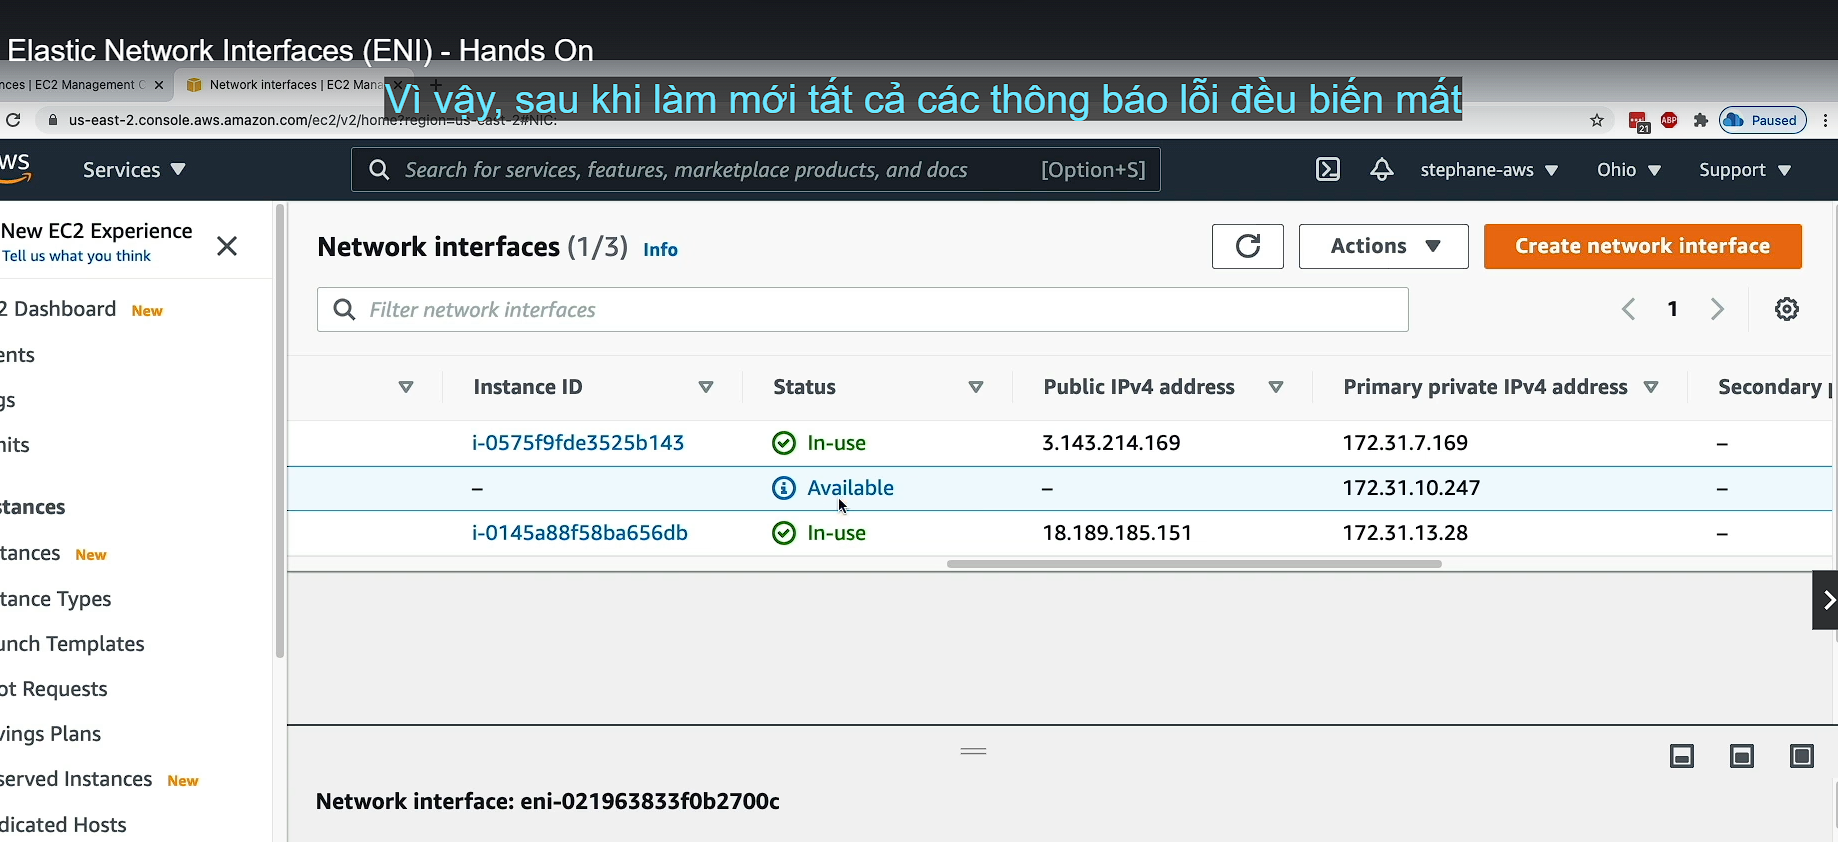 Elastic Network Interfaces (ENI) - Hands On
nces | EC2 Management C
Network interfaces | EC2 Mana
Vì vậy, sau khi làm mới tất cả các thông báo lỗi đều biến mất
us-east-2.console.aws.amazon.com/ec2/v2/home?region=us-east-2#NIC:
21
ABP
Paused
WS
Services
Search for services, features, marketplace products, and docs
[Option+S]
stephane-aws
Ohio
Support
New EC2 Experience
Tell us what you think
2 Dashboard New
ents
gs
nits
stances
tances New
tance Types
unch Templates
ot Requests
vings Plans
served Instances New
dicated Hosts
Network interfaces (1/3) Info
Actions
Create network interface
Filter network interfaces
1
Instance ID Status Public IPv4 address Primary private IPv4 address Secondary p
i-0575f9fde3525b143 In-use 3.143.214.169 172.31.7.169 –
– Available – 172.31.10.247 –
i-0145a88f58ba656db In-use 18.189.185.151 172.31.13.28 –
Network interface: eni-021963833f0b2700c